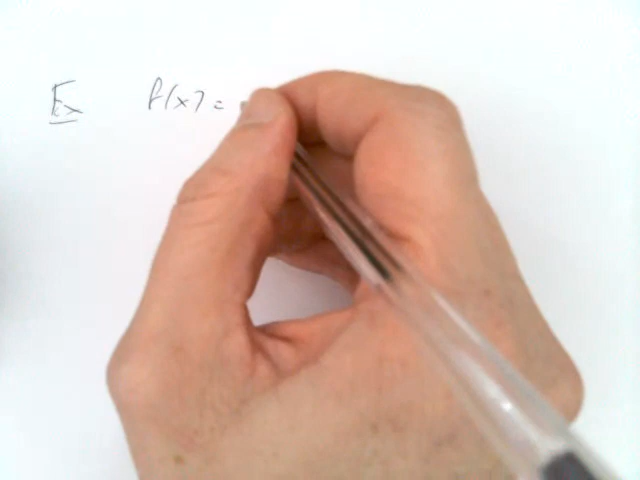 Ex f(x) =